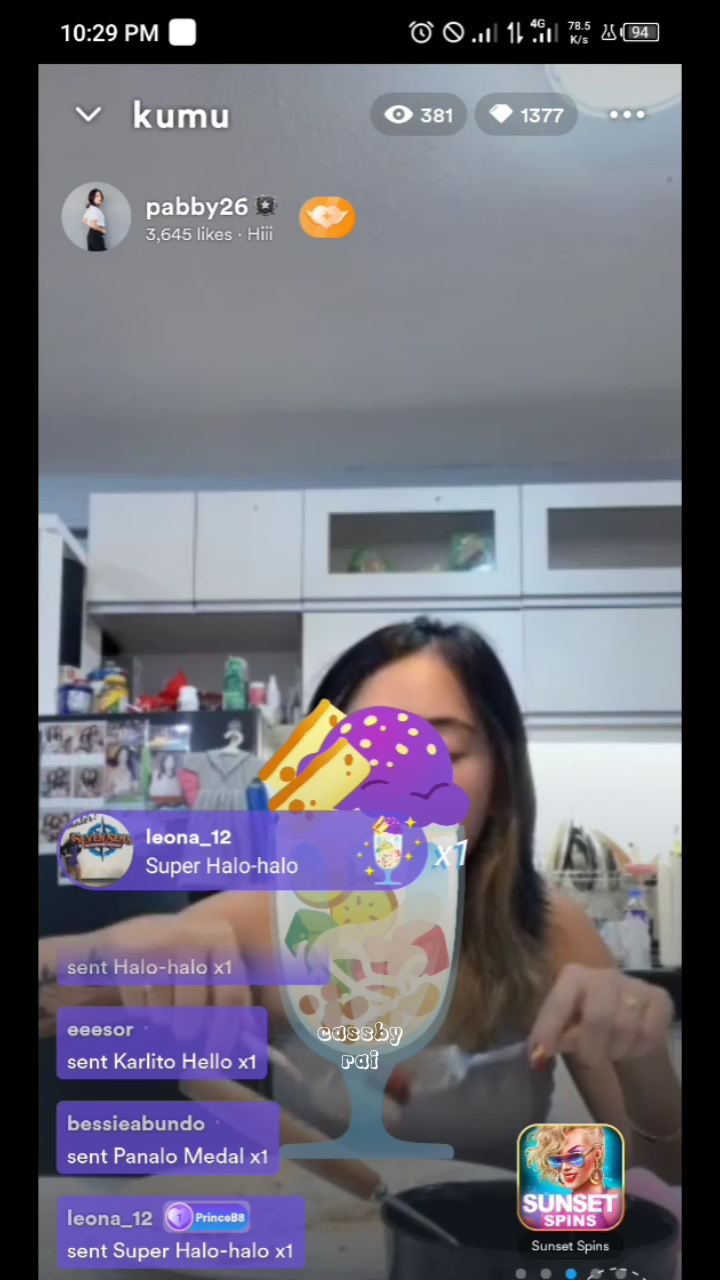 10:29 PM
4G
78.5
K/s
94
kumu
381
1377
pabby26
3,645 likes · Hiii
leona_12
Super Halo-halo
x1
sent Halo-halo x1
eeesor
sent Karlito Hello x1
cassby
rai
bessieabundo
sent Panalo Medal x1
leona_12
1
PrinceB8
sent Super Halo-halo x1
SUNSET
SPINS
Sunset Spins